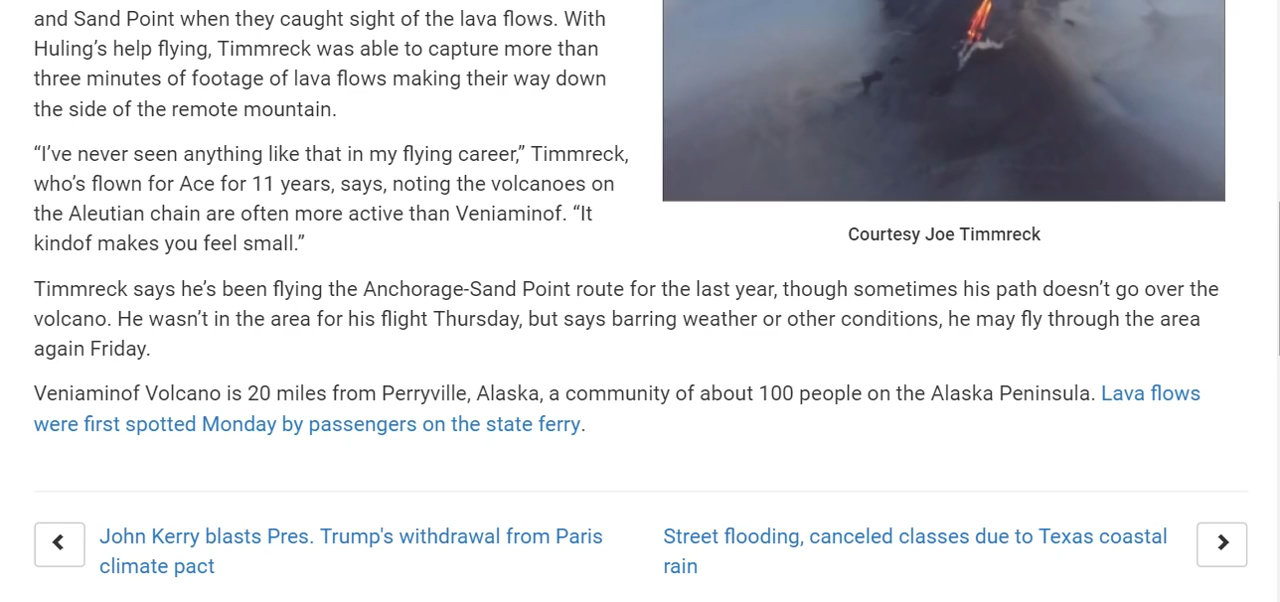 and Sand Point when they caught sight of the lava flows. With
Huling’s help flying, Timmreck was able to capture more than
three minutes of footage of lava flows making their way down
the side of the remote mountain.
“I’ve never seen anything like that in my flying career,” Timmreck,
who’s flown for Ace for 11 years, says, noting the volcanoes on
the Aleutian chain are often more active than Veniaminof. “It
kindof makes you feel small.”
Courtesy Joe Timmreck
Timmreck says he’s been flying the Anchorage-Sand Point route for the last year, though sometimes his path doesn’t go over the
volcano. He wasn’t in the area for his flight Thursday, but says barring weather or other conditions, he may fly through the area
again Friday.
Veniaminof Volcano is 20 miles from Perryville, Alaska, a community of about 100 people on the Alaska Peninsula. Lava flows
were first spotted Monday by passengers on the state ferry.
John Kerry blasts Pres. Trump's withdrawal from Paris
climate pact
Street flooding, canceled classes due to Texas coastal
rain